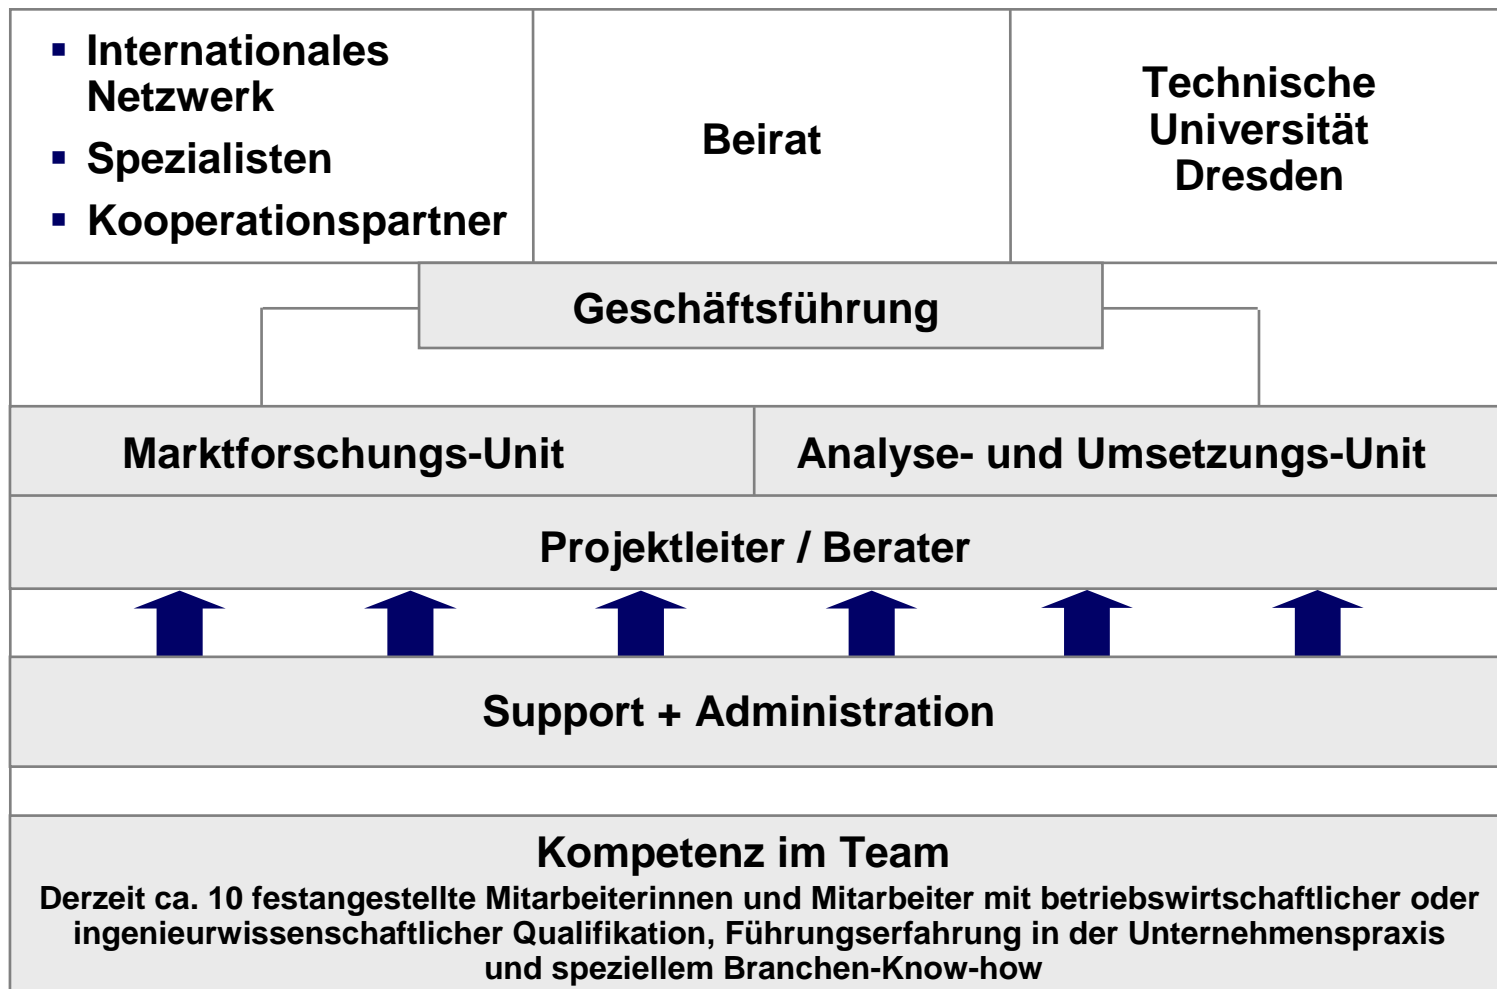 ▪ Internationales
Netzwerk
▪ Spezialisten
▪ Kooperationspartner
Beirat
Technische
Universität
Dresden
Geschäftsführung
Marktforschungs-Unit
Analyse- und Umsetzungs-Unit
Projektleiter / Berater
Support + Administration
Kompetenz im Team
Derzeit ca. 10 festangestellte Mitarbeiterinnen und Mitarbeiter mit betriebswirtschaftlicher oder
ingenieurwissenschaftlicher Qualifikation, Führungserfahrung in der Unternehmenspraxis
und speziellem Branchen-Know-how